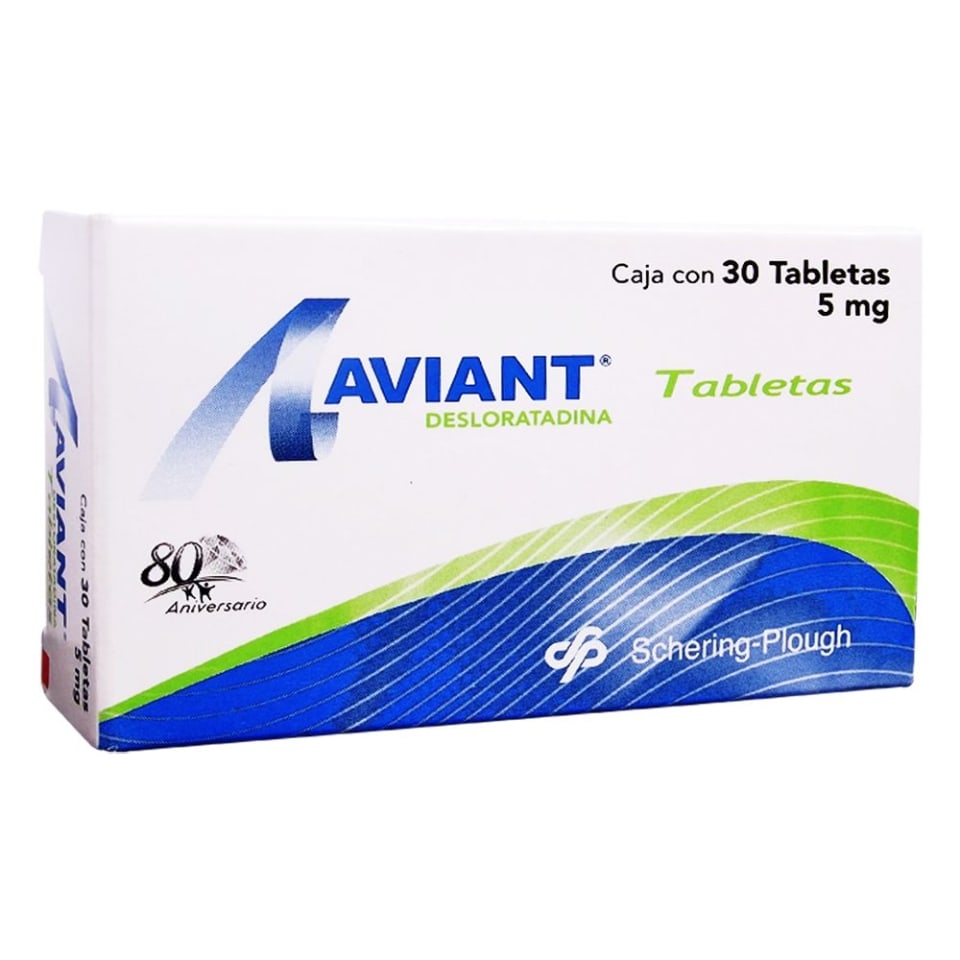 Caja con 30 Tabletas
5 mg
AVIANT®
DESLORATADINA
Tabletas
80
Aniversario
Schering-Plough
AVIANT®
Tabletas
Caja con 30 Tabletas
5 mg